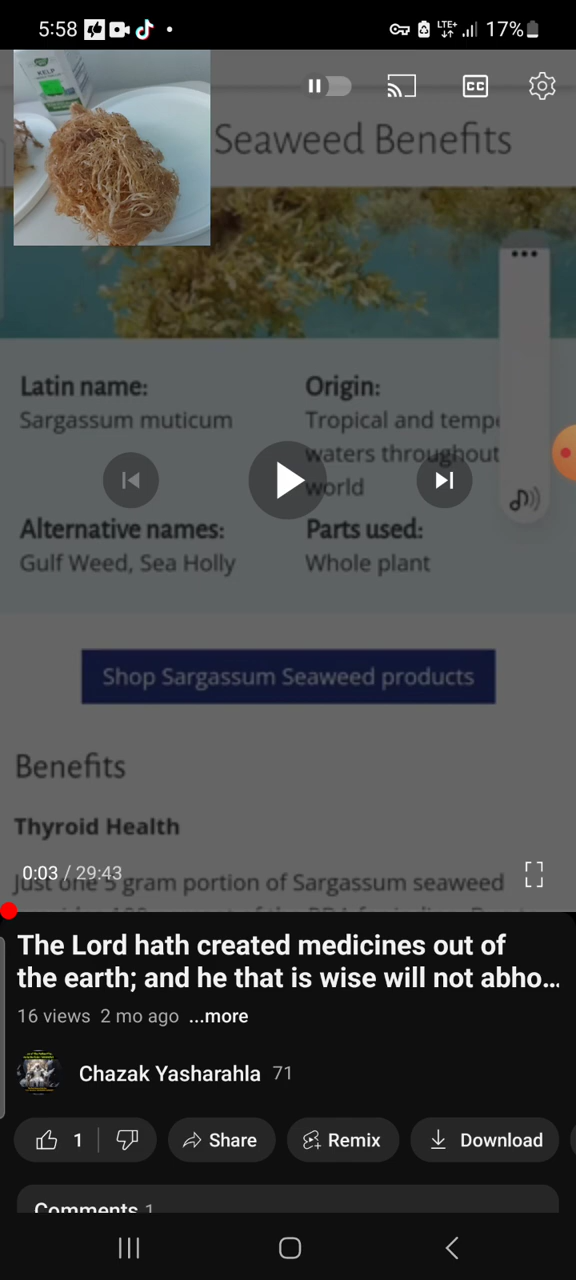 5:58
LTE+
17%
KELP
CC
Seaweed Benefits
Latin name:
Sargassum muticum
Origin:
Tropical and tempe
waters throughout
world
Alternative names:
Gulf Weed, Sea Holly
Parts used:
Whole plant
Shop Sargassum Seaweed products
Benefits
Thyroid Health
0:03 / 29:43
Just one 5 gram portion of Sargassum seaweed
The Lord hath created medicines out of
the earth; and he that is wise will not abho...
16 views 2 mo ago ...more
Chazak Yasharahla 71
1
Share
Remix
Download
Comments 1